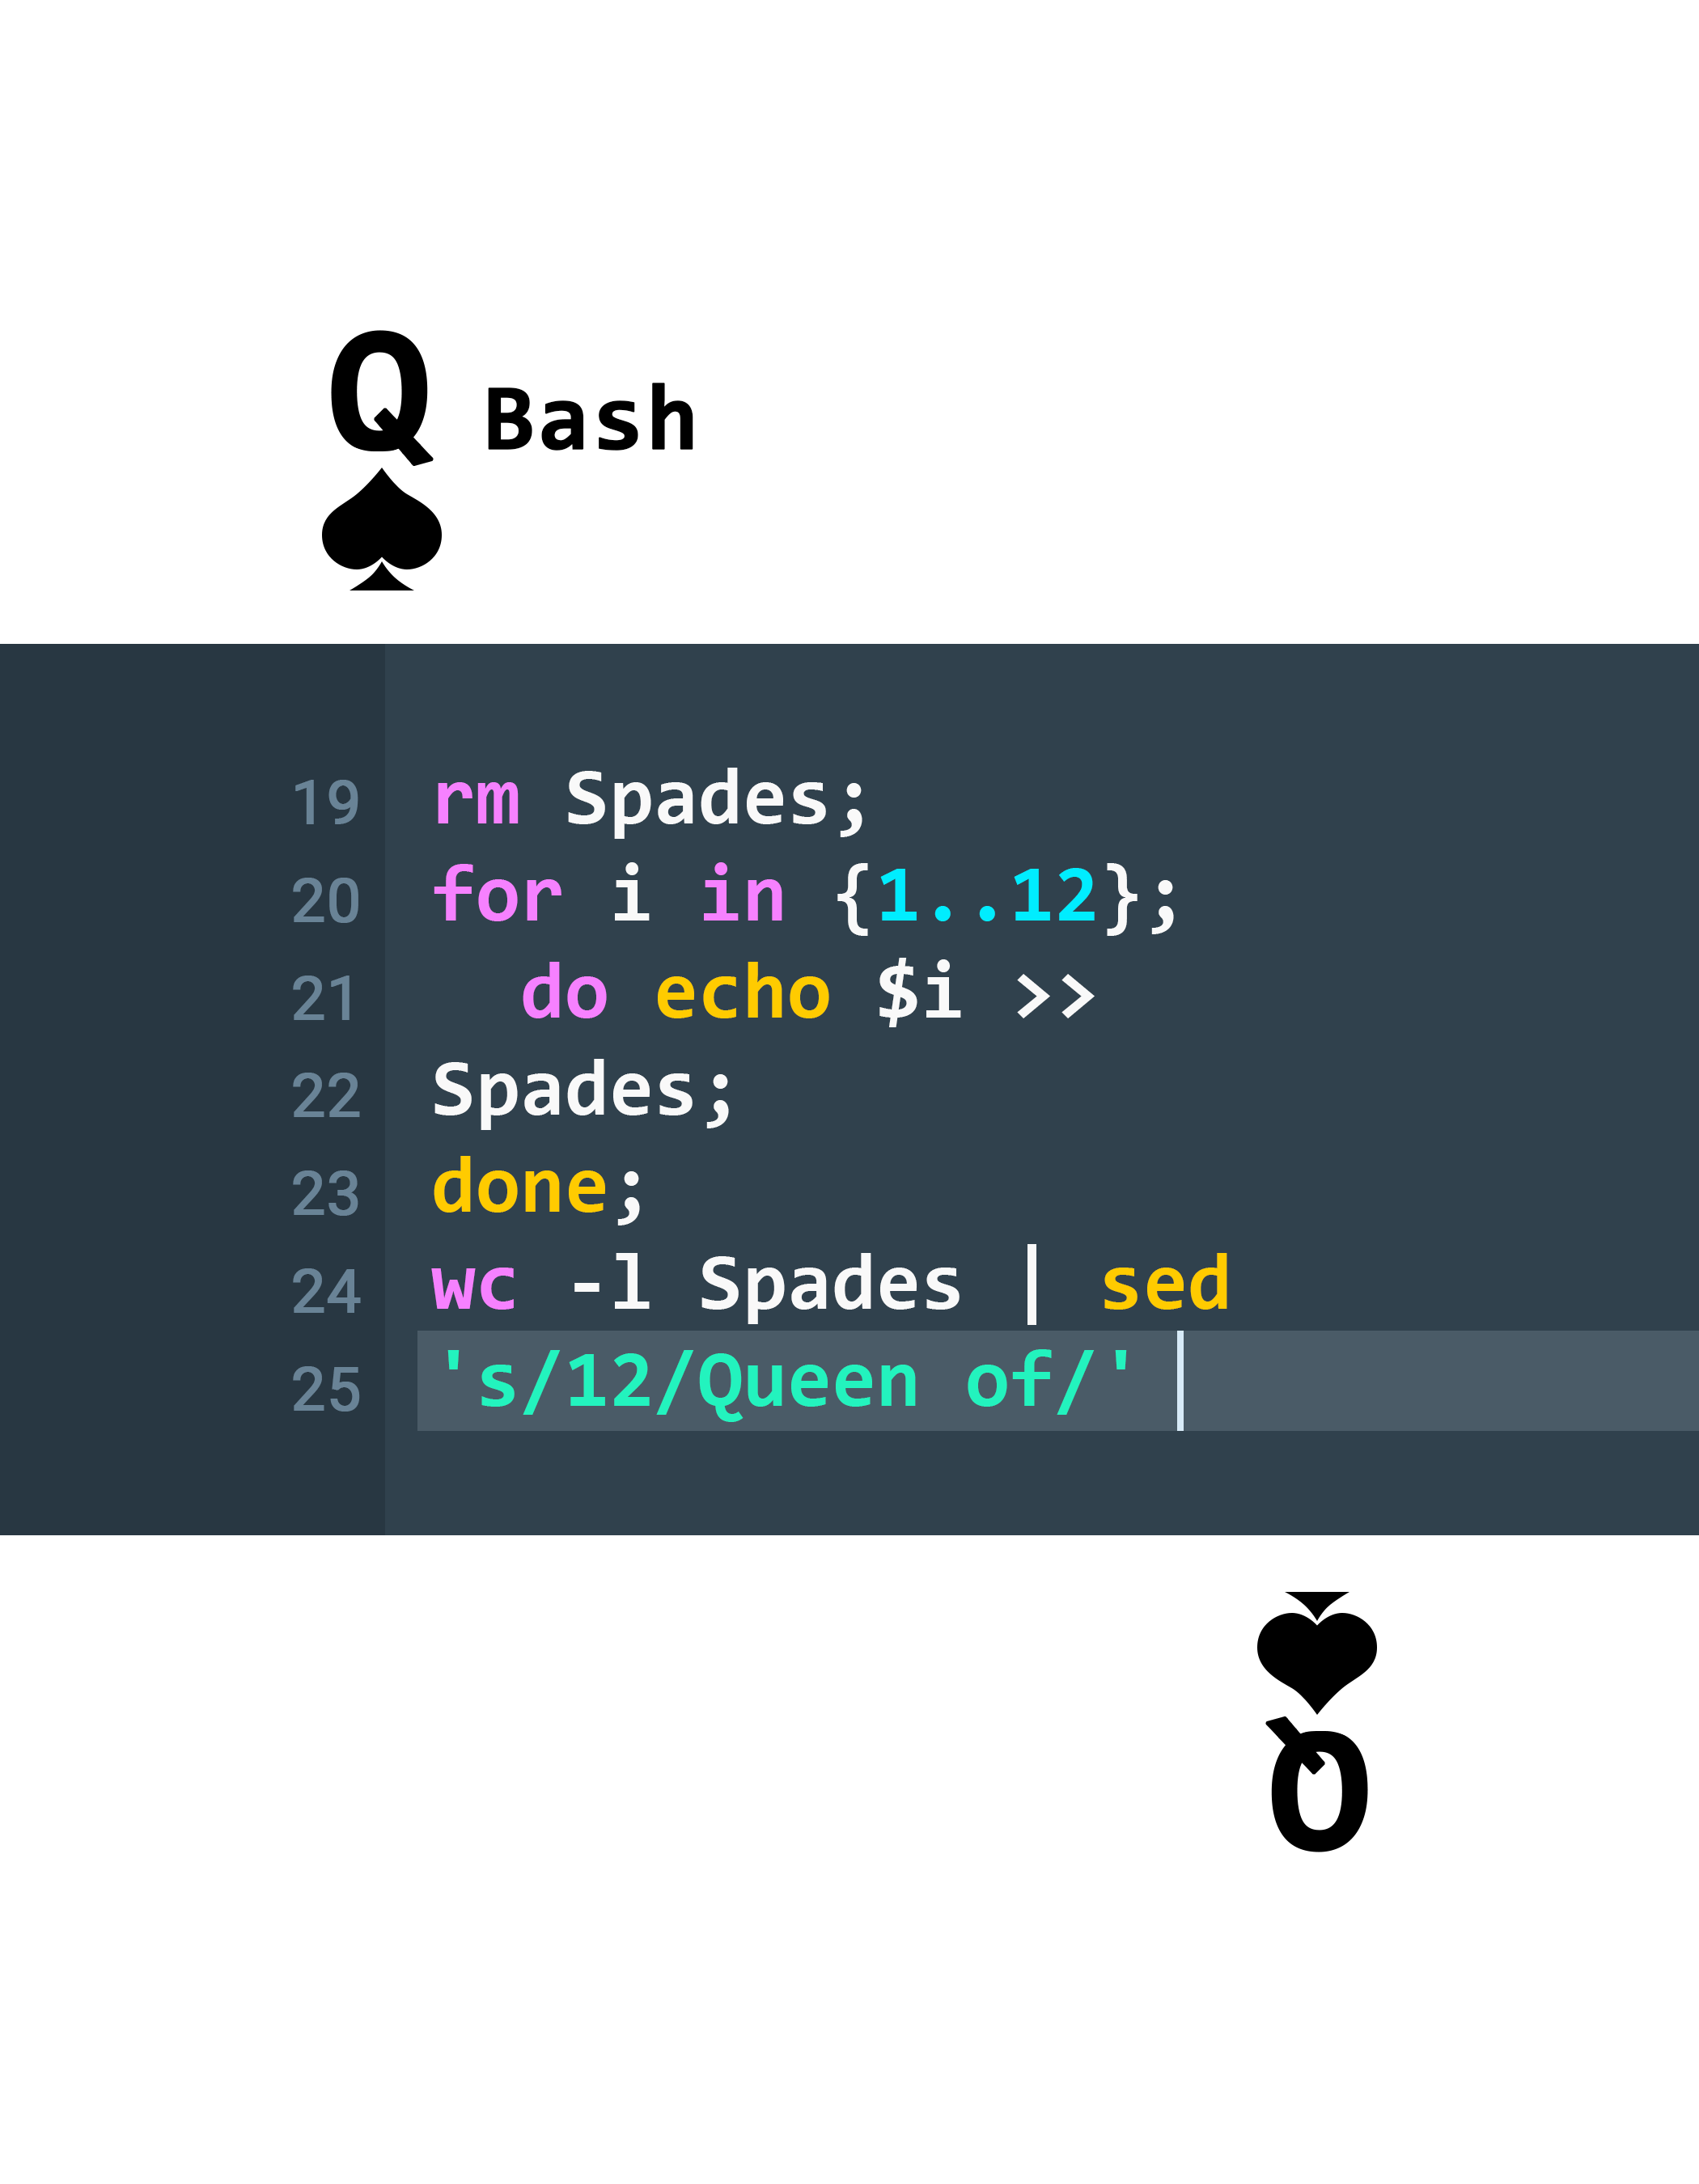 Q Bash
19 rm Spades;
20 for i in {1..12};
21   do echo $i >>
22 Spades;
23 done;
24 wc -l Spades | sed
25 's/12/Queen of/'
Q